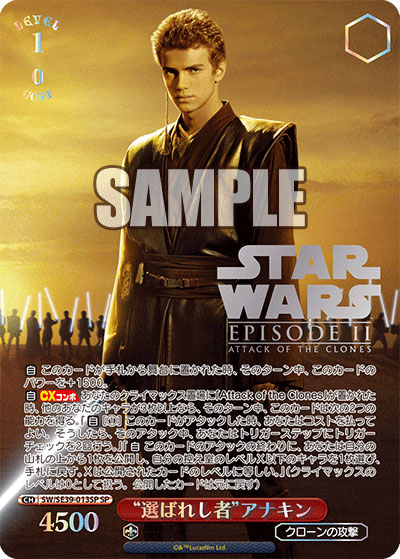 LEVEL
1
0
COST
SAMPLE
STAR
WARS
EPISODE II
ATTACK OF THE CLONES
自 このカードが手札から舞台に置かれた時、そのターン中、このカードの
パワーを+1500。
自 CXコンボ あなたのクライマックス置場に「Attack of the Clones」が置かれ
た時、他のあなたのキャラが3枚以上なら、そのターン中、このカードは次の2つの
能力を得る。『自［(1)］ このカードがアタックした時、あなたはコストを払っ
てよい。そうしたら、そのアタック中、あなたはトリガーステップにトリガー
チェックを2回行う。』『自 このカードのアタックの終わりに、あなたは自分の
山札の上から1枚を公開し、自分の控え室のレベルX以下のキャラを1枚選び、
手札に戻す。Xは公開されたカードのレベルに等しい。』(クライマックスの
レベルは0として扱う。公開したカードは元に戻す)
CH SW/SE39-013SP SP
4500
“選ばれし者”アナキン
クローンの攻撃
©&™Lucasfilm Ltd.